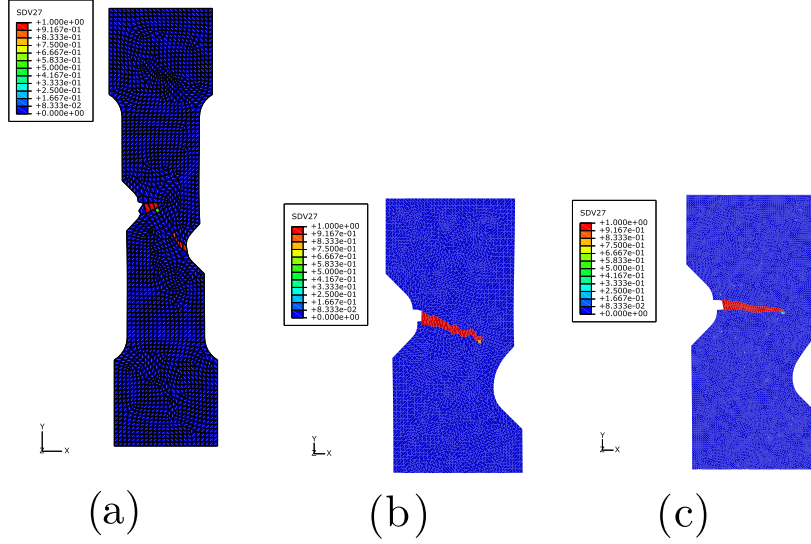 SDV27
+1.000e+00
+9.167e-01
+8.333e-01
+7.500e-01
+6.667e-01
+5.833e-01
+5.000e-01
+4.167e-01
+3.333e-01
+2.500e-01
+1.667e-01
+8.333e-02
+0.000e+00
Y
Z X
(a)
SDV27
+1.000e+00
+9.167e-01
+8.333e-01
+7.500e-01
+6.667e-01
+5.833e-01
+5.000e-01
+4.167e-01
+3.333e-01
+2.500e-01
+1.667e-01
+8.333e-02
+0.000e+00
Y
Z X
(b)
SDV27
+1.000e+00
+9.167e-01
+8.333e-01
+7.500e-01
+6.667e-01
+5.833e-01
+5.000e-01
+4.167e-01
+3.333e-01
+2.500e-01
+1.667e-01
+8.333e-02
+0.000e+00
Y
Z X
(c)